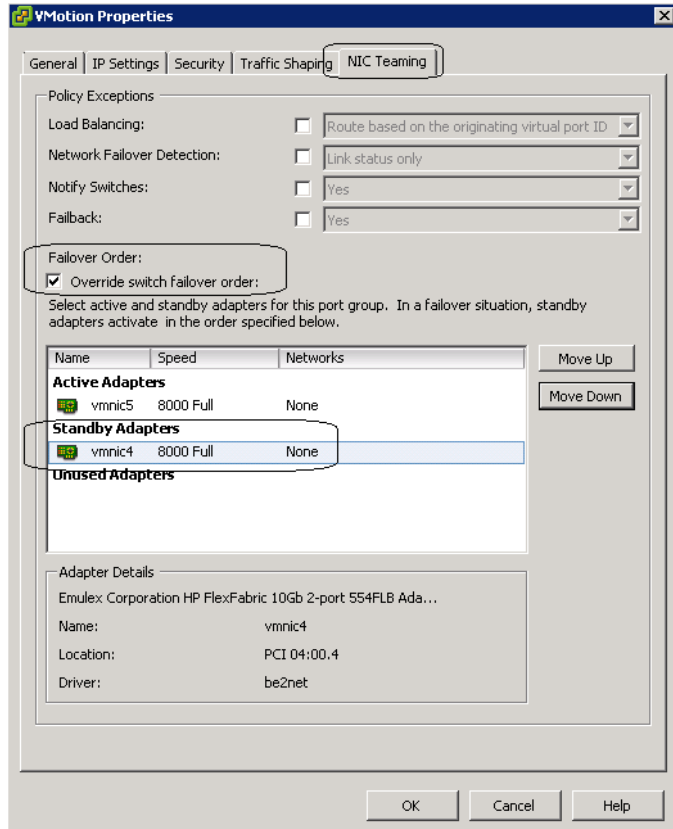 VMotion Properties
General IP Settings Security Traffic Shaping NIC Teaming
Policy Exceptions
Load Balancing: Route based on the originating virtual port ID
Network Failover Detection: Link status only
Notify Switches: Yes
Failback: Yes
Failover Order:
Override switch failover order:
Select active and standby adapters for this port group. In a failover situation, standby
adapters activate in the order specified below.
Name Speed Networks
Move Up
Active Adapters
vmnic5 8000 Full None
Move Down
Standby Adapters
vmnic4 8000 Full None
Unused Adapters
Adapter Details
Emulex Corporation HP FlexFabric 10Gb 2-port 554FLB Ada...
Name: vmnic4
Location: PCI 04:00.4
Driver: be2net
OK Cancel Help